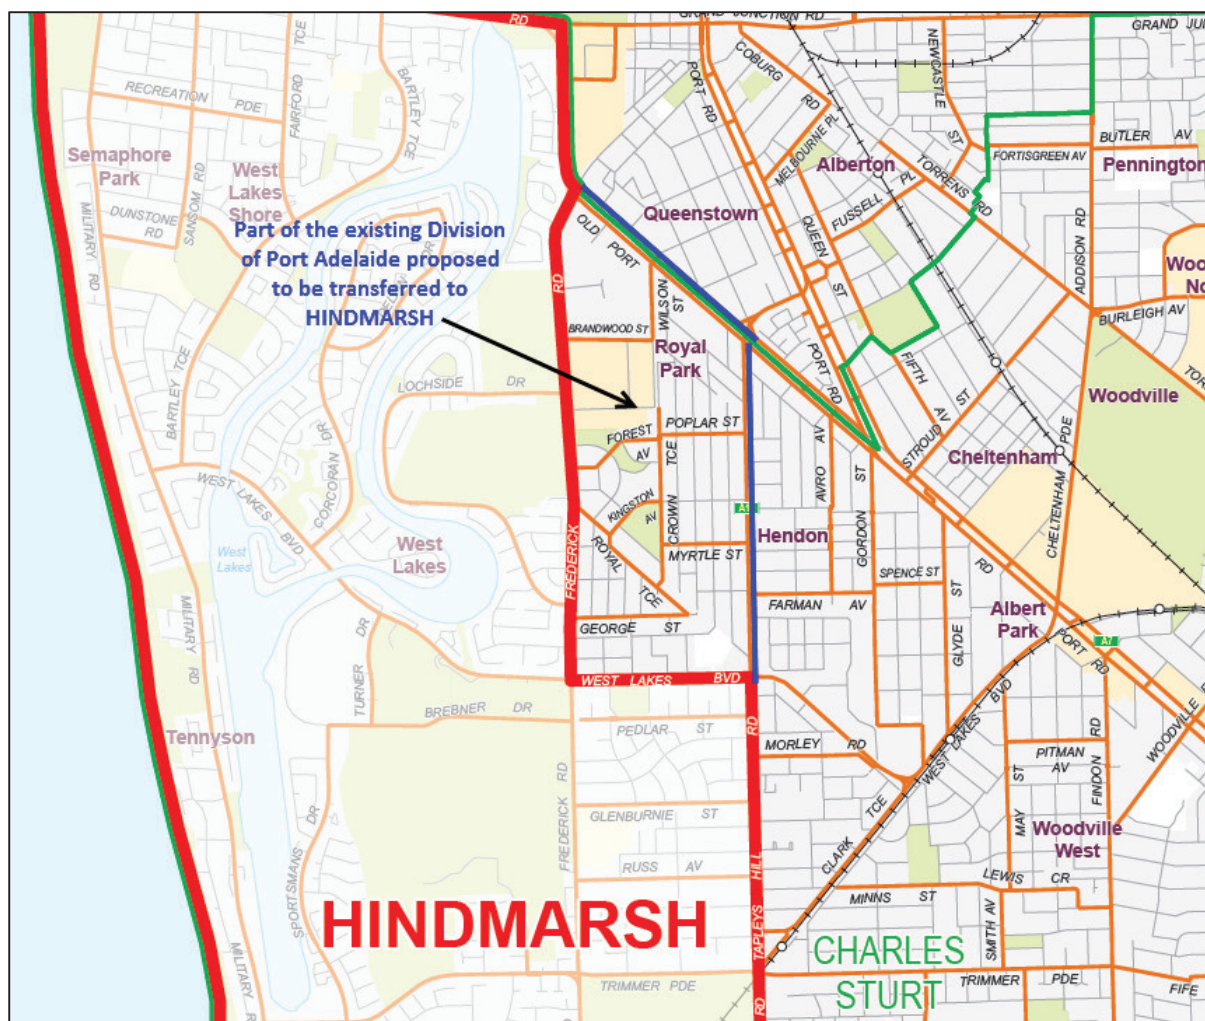 RD
GRAND JUNCTION RD
GRAND JU
RECREATION PDE
FAIRFORD TCE
BARTLEY TCE
COBURG RD
PORT RD
NEWCASTLE ST
MELBOURNE PL
Semaphore
Park
SANSOM RD
West
Lakes
Shore
Alberton
TORRENS RD
FORTISGREEN AV
BUTLER AV
Pennington
MILITARY RD
DUNSTONE
RD
Queenstown
FUSSELL PL
QUEEN ST
ADDISON RD
Part of the existing Division
of Port Adelaide proposed
to be transferred to
HINDMARSH
DR
OLD PORT
RD
WILSON ST
BRANDWOOD ST
Royal
Park
BURLEIGH AV
BARTLEY TCE
LOCHSIDE DR
PORT RD
FIFTH AV
STROUD ST
Woodville
FOREST
AV
POPLAR ST
TCE
CROWN
AVRO AV
GORDON ST
Cheltenham
CHELTENHAM PDE
CORCORAN DR
WEST LAKES BVD
KINGSTON
AV
Hendon
West
Lakes
West
Lakes
FREDERICK
ROYAL TCE
MYRTLE ST
SPENCE ST
RD
MILITARY RD
FARMAN AV
GLYDE ST
Albert
Park
PORT RD
A7
GEORGE ST
TURNER DR
WEST LAKES BVD
BREBNER DR
Tennyson
PEDLAR ST
RD
MORLEY RD
WEST LAKES BVD
PITMAN
AV
FINDON RD
WOODVILLE
FREDERICK RD
GLENBURNIE ST
CLARK TCE
MAY ST
Woodville
West
SPORTSMANS DR
RUSS AV
TAPLEYS HILL
RD
MINNS ST
LEWIS CR
SMITH AV
HINDMARSH
CHARLES
STURT
MILITARY
TRIMMER PDE
TRIMMER PDE
FIFE